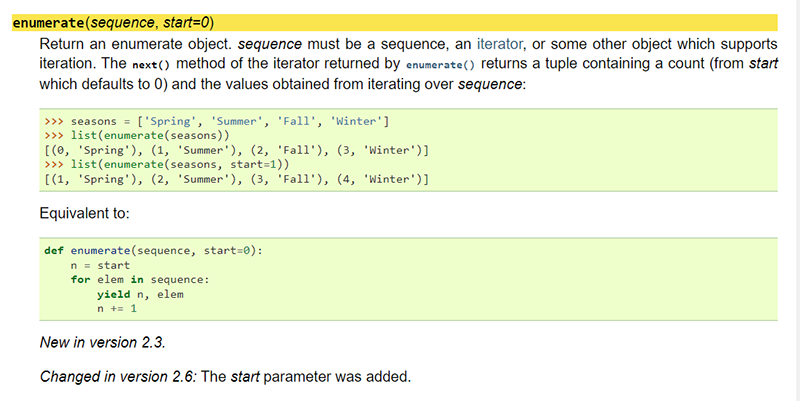 enumerate(sequence, start=0)
Return an enumerate object. sequence must be a sequence, an iterator, or some other object which supports
iteration. The next() method of the iterator returned by enumerate() returns a tuple containing a count (from start
which defaults to 0) and the values obtained from iterating over sequence:
>>> seasons = ['Spring', 'Summer', 'Fall', 'Winter']
>>> list(enumerate(seasons))
[(0, 'Spring'), (1, 'Summer'), (2, 'Fall'), (3, 'Winter')]
>>> list(enumerate(seasons, start=1))
[(1, 'Spring'), (2, 'Summer'), (3, 'Fall'), (4, 'Winter')]
Equivalent to:
def enumerate(sequence, start=0):
    n = start
    for elem in sequence:
        yield n, elem
        n += 1
New in version 2.3.
Changed in version 2.6: The start parameter was added.